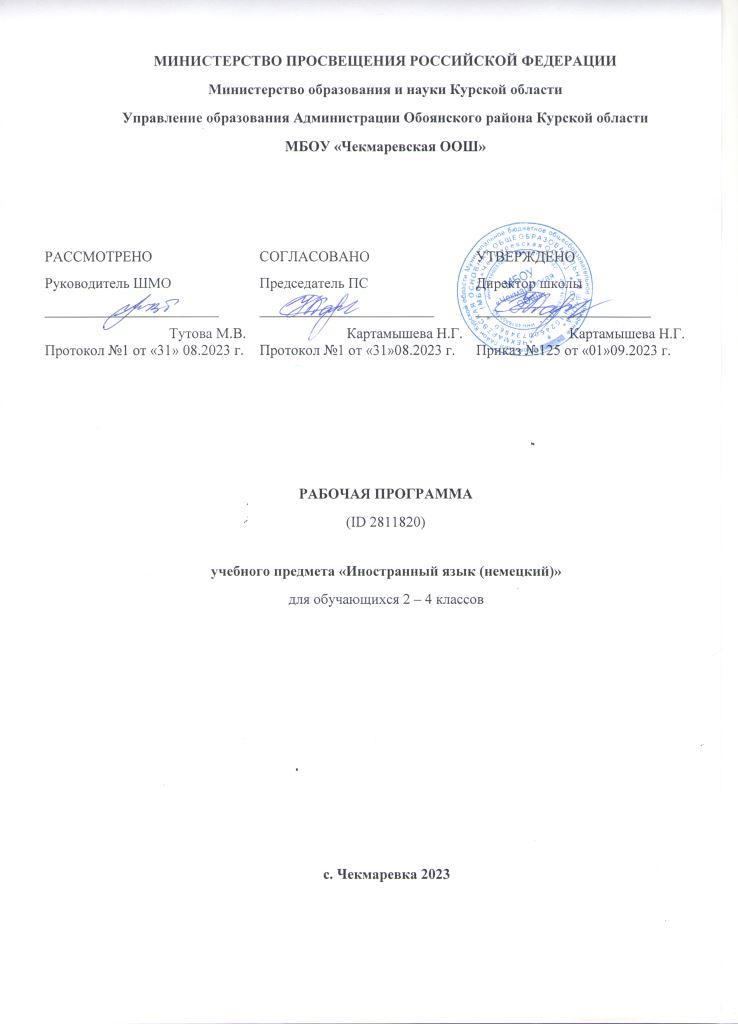 МИНИСТЕРСТВО ПРОСВЕЩЕНИЯ РОССИЙСКОЙ ФЕДЕРАЦИИ
Министерство образования и науки Курской области
Управление образования Администрации Обоянского района Курской области
МБОУ «Чекмаревская ООШ»
РАССМОТРЕНО
Руководитель ШМО
Тутова М.В.
Протокол №1 от «31» 08.2023 г.
СОГЛАСОВАНО
Председатель ПС
Картамышева Н.Г.
Протокол №1 от «31»08.2023 г.
УТВЕРЖДЕНО
Директор школы
Картамышева Н.Г.
Приказ №125 от «01»09.2023 г.
МБОУ
РАБОЧАЯ ПРОГРАММА
(ID 2811820)
учебного предмета «Иностранный язык (немецкий)»
для обучающихся 2 – 4 классов
с. Чекмаревка 2023